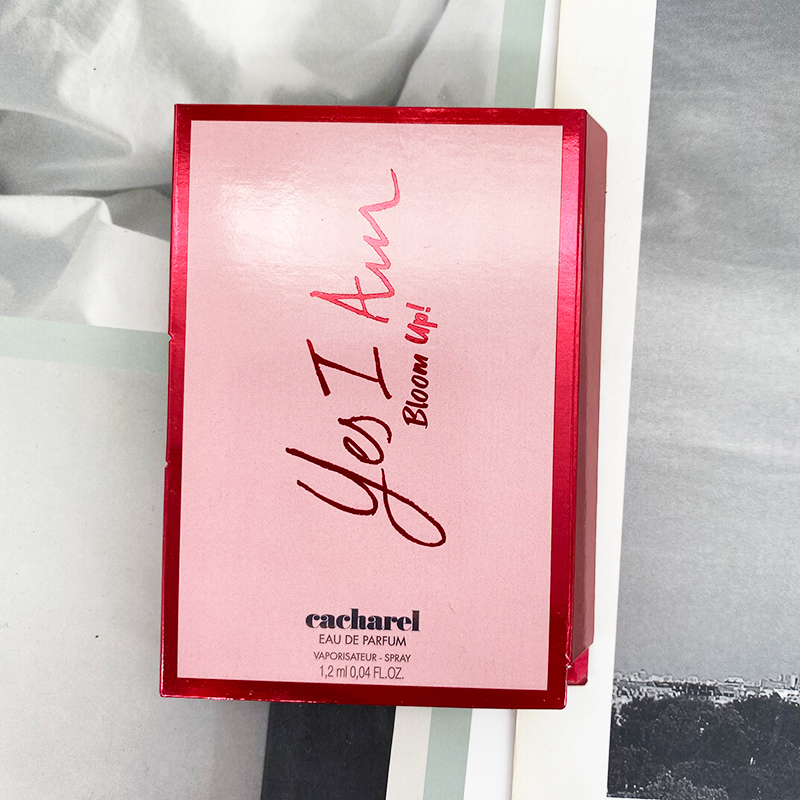 Yes I Am
Bloom Up!
cacharel
EAU DE PARFUM
VAPORISATEUR - SPRAY
1,2 ml 0,04 FL.OZ.